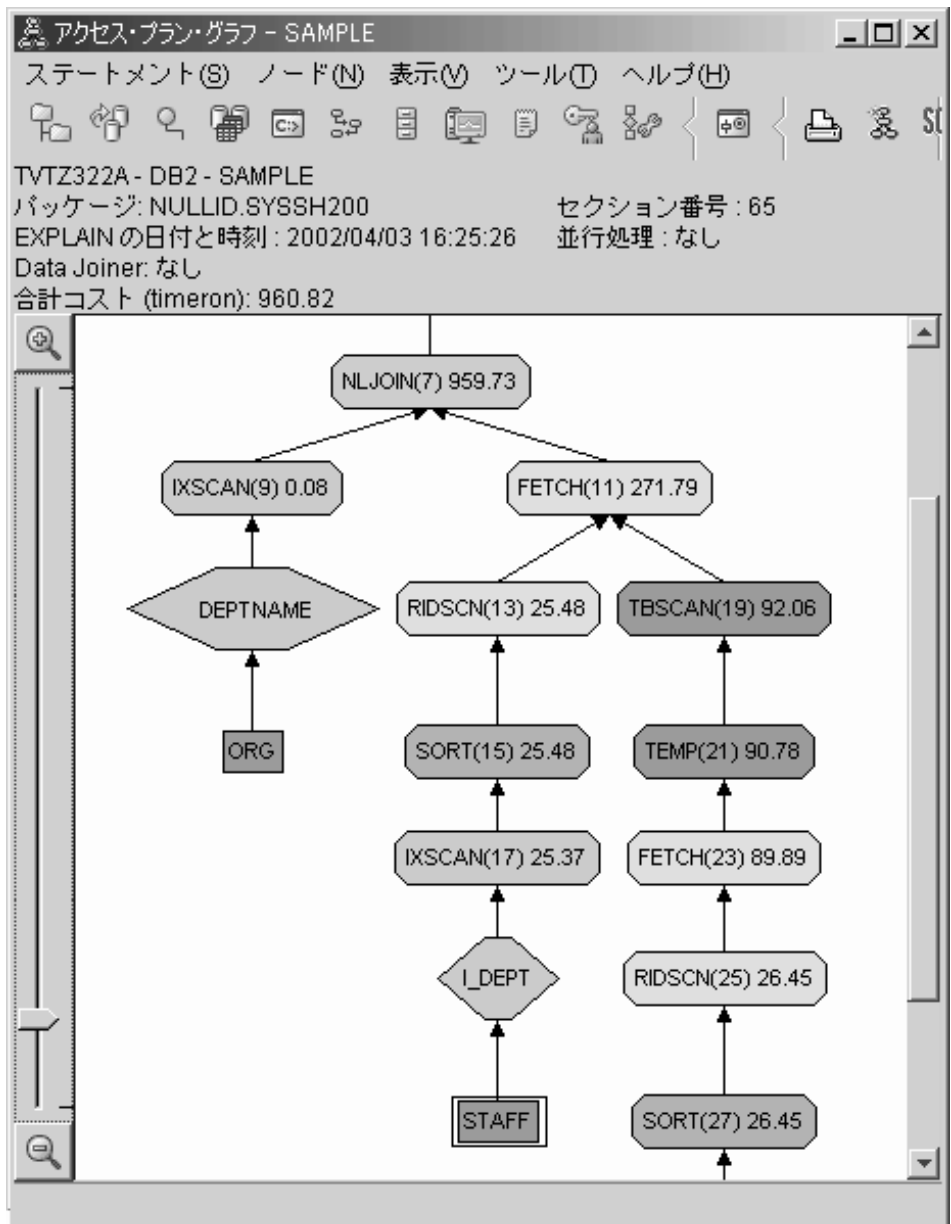 アクセス・プラン・グラフ - SAMPLE
ステートメント(S) ノード(N) 表示(V) ツール(T) ヘルプ(H)
TVTZ322A - DB2 - SAMPLE
パッケージ: NULLID.SYSSH200 セクション番号 : 65
EXPLAIN の日付と時刻 : 2002/04/03 16:25:26 並行処理 : なし
Data Joiner: なし
合計コスト (timeron): 960.82
NLJOIN(7) 959.73
IXSCAN(9) 0.08 FETCH(11) 271.79
DEPTNAME RIDSCN(13) 25.48 TBSCAN(19) 92.06
ORG SORT(15) 25.48 TEMP(21) 90.78
IXSCAN(17) 25.37 FETCH(23) 89.89
I_DEPT RIDSCN(25) 26.45
STAFF SORT(27) 26.45